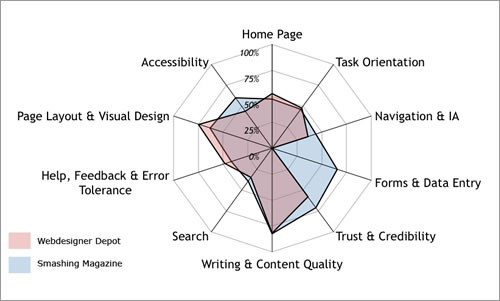 Home Page
100%
Accessibility
Task Orientation
75%
Page Layout & Visual Design
50%
Navigation & IA
25%
0%
Help, Feedback & Error
Tolerance
Forms & Data Entry
Search
Trust & Credibility
Webdesigner Depot
Smashing Magazine
Writing & Content Quality